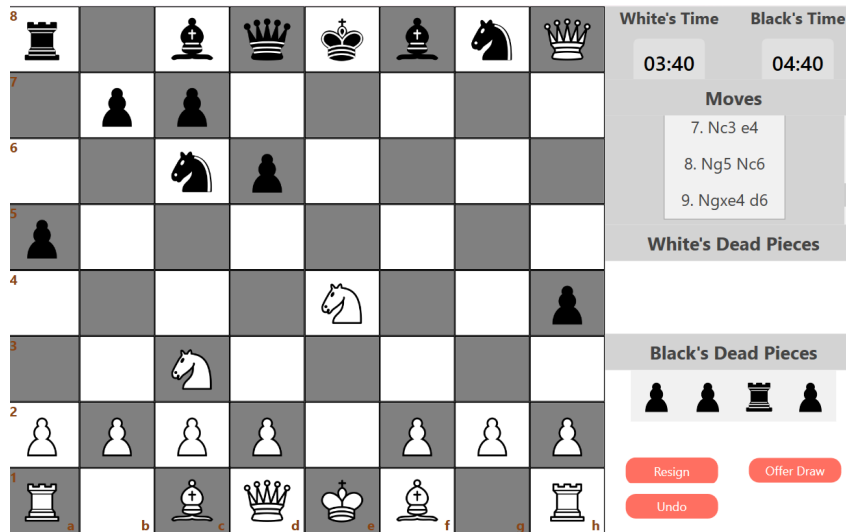 8
7
6
5
4
3
2
1
a b c d e f g h
White's Time Black's Time
03:40 04:40
Moves
7. Nc3 e4
8. Ng5 Nc6
9. Ngxe4 d6
White's Dead Pieces
Black's Dead Pieces
Resign Offer Draw
Undo